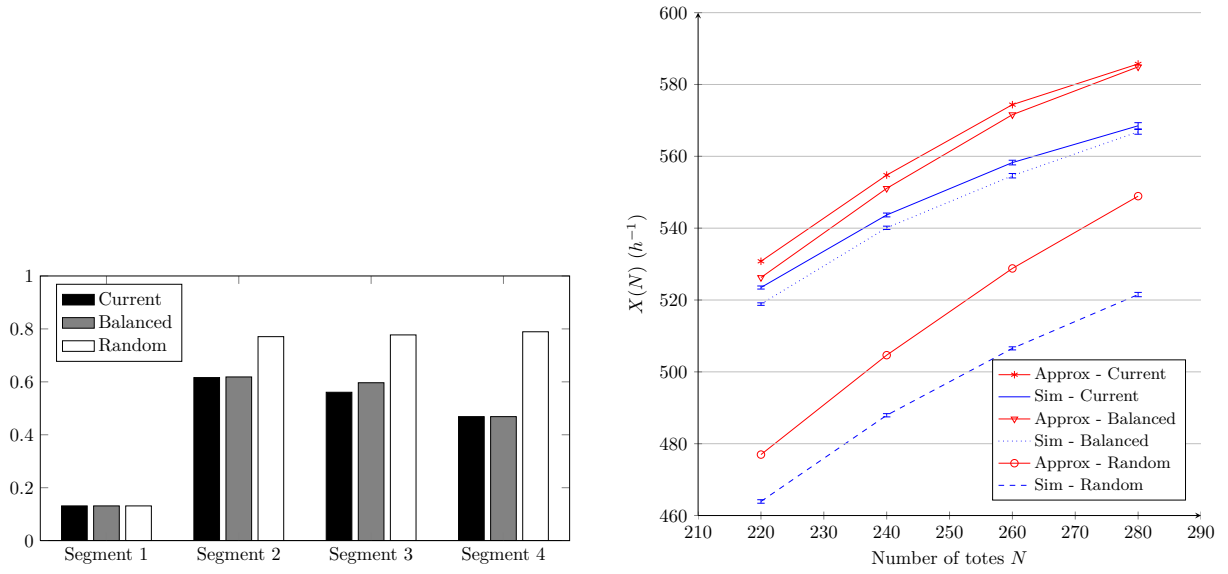 1
0.8
0.6
0.4
0.2
0
Current
Balanced
Random
Segment 1 Segment 2 Segment 3 Segment 4
600
580
560
540
520
500
480
460
X(N) (h⁻¹)
Approx - Current
Sim - Current
Approx - Balanced
Sim - Balanced
Approx - Random
Sim - Random
210 220 230 240 250 260 270 280 290
Number of totes N